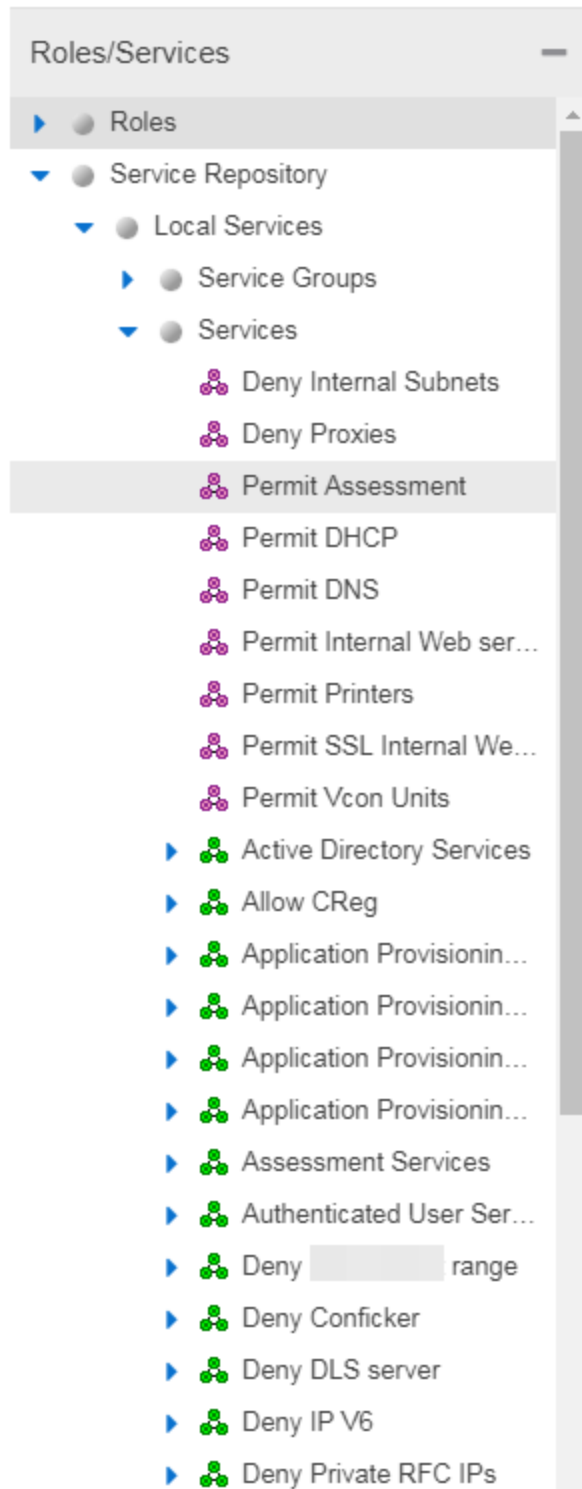 Roles/Services
Roles
Service Repository
Local Services
Service Groups
Services
Deny Internal Subnets
Deny Proxies
Permit Assessment
Permit DHCP
Permit DNS
Permit Internal Web ser...
Permit Printers
Permit SSL Internal We...
Permit Vcon Units
Active Directory Services
Allow CReg
Application Provisionin...
Application Provisionin...
Application Provisionin...
Application Provisionin...
Assessment Services
Authenticated User Ser...
Deny range
Deny Conficker
Deny DLS server
Deny IP V6
Deny Private RFC IPs